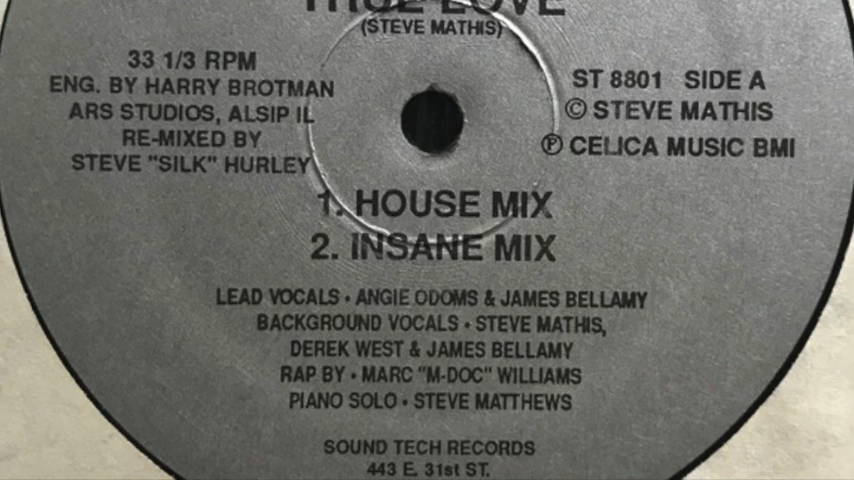 TRUE LOVE
(STEVE MATHIS)
33 1/3 RPM
ENG. BY HARRY BROTMAN
ARS STUDIOS, ALSIP IL
RE-MIXED BY
STEVE "SILK" HURLEY
ST 8801 SIDE A
© STEVE MATHIS
℗ CELICA MUSIC BMI
1. HOUSE MIX
2. INSANE MIX
LEAD VOCALS • ANGIE ODOMS & JAMES BELLAMY
BACKGROUND VOCALS • STEVE MATHIS,
DEREK WEST & JAMES BELLAMY
RAP BY • MARC "M-DOC" WILLIAMS
PIANO SOLO • STEVE MATTHEWS
SOUND TECH RECORDS
443 E. 31st ST.